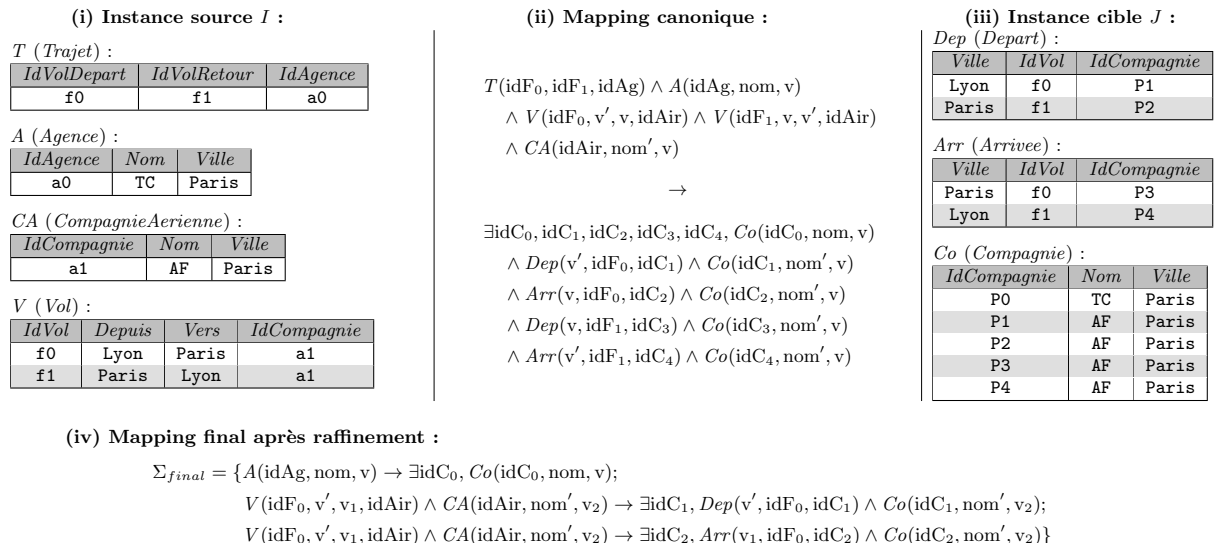 (i) Instance source I :
T (Trajet) :
IdVolDepart IdVolRetour IdAgence
f0 f1 a0
A (Agence) :
IdAgence Nom Ville
a0 TC Paris
CA (CompagnieAerienne) :
IdCompagnie Nom Ville
a1 AF Paris
V (Vol) :
IdVol Depuis Vers IdCompagnie
f0 Lyon Paris a1
f1 Paris Lyon a1
(ii) Mapping canonique :
T(idF₀, idF₁, idAg) ∧ A(idAg, nom, v)
∧ V(idF₀, v′, v, idAir) ∧ V(idF₁, v, v′, idAir)
∧ CA(idAir, nom′, v)
→
∃idC₀, idC₁, idC₂, idC₃, idC₄, Co(idC₀, nom, v)
∧ Dep(v′, idF₀, idC₁) ∧ Co(idC₁, nom′, v)
∧ Arr(v, idF₀, idC₂) ∧ Co(idC₂, nom′, v)
∧ Dep(v, idF₁, idC₃) ∧ Co(idC₃, nom′, v)
∧ Arr(v′, idF₁, idC₄) ∧ Co(idC₄, nom′, v)
(iii) Instance cible J :
Dep (Depart) :
Ville IdVol IdCompagnie
Lyon f0 P1
Paris f1 P2
Arr (Arrivee) :
Ville IdVol IdCompagnie
Paris f0 P3
Lyon f1 P4
Co (Compagnie) :
IdCompagnie Nom Ville
P0 TC Paris
P1 AF Paris
P2 AF Paris
P3 AF Paris
P4 AF Paris
(iv) Mapping final après raffinement :
Σfinal = {A(idAg, nom, v) → ∃idC₀, Co(idC₀, nom, v);
V(idF₀, v′, v₁, idAir) ∧ CA(idAir, nom′, v₂) → ∃idC₁, Dep(v′, idF₀, idC₁) ∧ Co(idC₁, nom′, v₂);
V(idF₀, v′, v₁, idAir) ∧ CA(idAir, nom′, v₂) → ∃idC₂, Arr(v₁, idF₀, idC₂) ∧ Co(idC₂, nom′, v₂)}